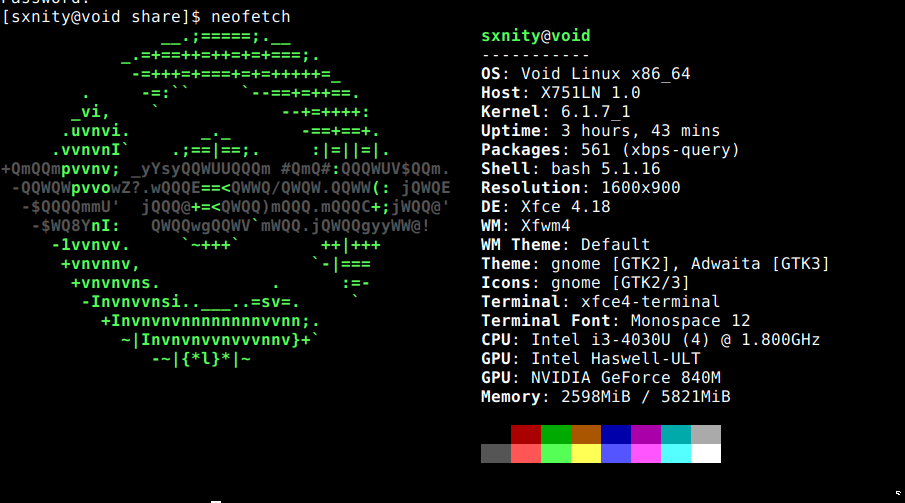 Password:
[sxnity@void share]$ neofetch
__.;=====;.__
_.=+==++=++=+=+===;.
-=+++=+===+=+=+++++=_
.     -=:``     `--==+=++==.
_vi,    `            --+=++++:
.uvnvi.       _._       -==+==+.
.vvnvnI`    .;==|==;.     :|=||=|.
+QmQQmpvvnv; _yYsyQQWUUQQQm #QmQ#:QQQWUV$QQm.
-QQWQWpvvowZ?.wQQQE==<QWWQ/QWQW.QQWW(: jQWQE
-$QQQQmmU'  jQQQ@+=<QWQQ)mQQQ.mQQQC+;jWQQ@'
-$WQ8YnI:   QWQQwgQQWV`mWQQ.jQWQQgyyWW@!
-1vvnvv.     `~+++`        ++|+++
+vnvnnv,                 `-|===
+vnvnvns.           .      :=-
-Invnvvnsi..___..=sv=.     `
+Invnvnvnnnnnnnnvvnn;.
~|Invnvnvvnvvvnnv}+`
-~|{*l}*|~
sxnity@void
-----------
OS: Void Linux x86_64
Host: X751LN 1.0
Kernel: 6.1.7_1
Uptime: 3 hours, 43 mins
Packages: 561 (xbps-query)
Shell: bash 5.1.16
Resolution: 1600x900
DE: Xfce 4.18
WM: Xfwm4
WM Theme: Default
Theme: gnome [GTK2], Adwaita [GTK3]
Icons: gnome [GTK2/3]
Terminal: xfce4-terminal
Terminal Font: Monospace 12
CPU: Intel i3-4030U (4) @ 1.800GHz
GPU: Intel Haswell-ULT
GPU: NVIDIA GeForce 840M
Memory: 2598MiB / 5821MiB